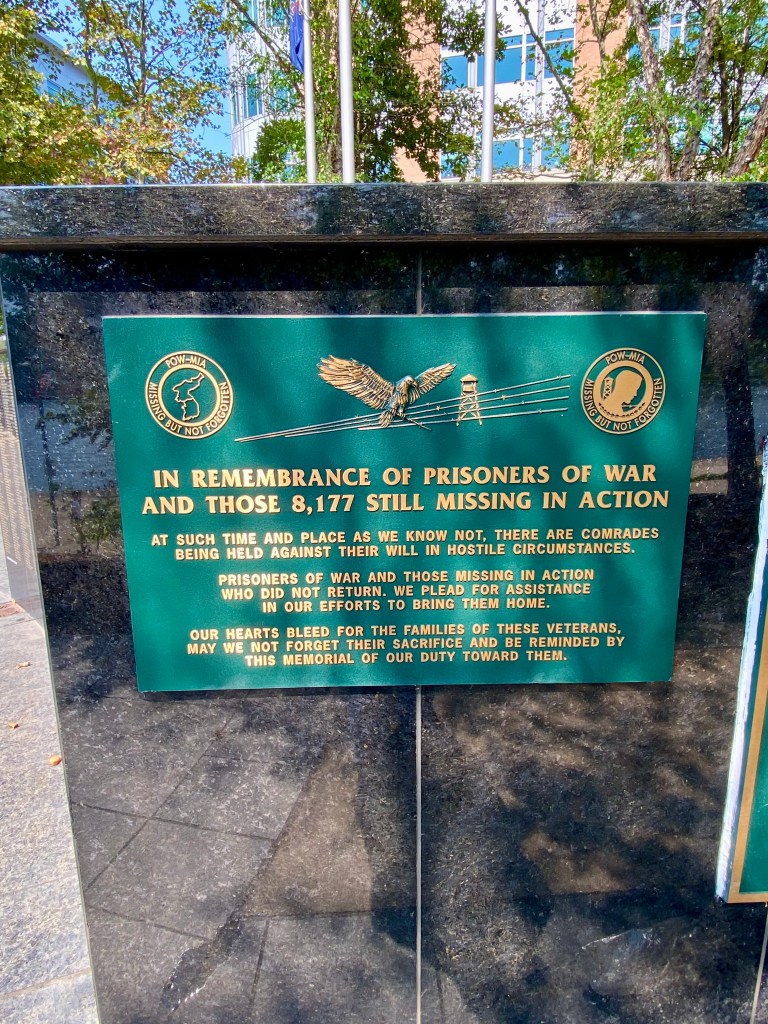 POW-MIA
MISSING BUT NOT FORGOTTEN
POW-MIA
MISSING BUT NOT FORGOTTEN
IN REMEMBRANCE OF PRISONERS OF WAR
AND THOSE 8,177 STILL MISSING IN ACTION
AT SUCH TIME AND PLACE AS WE KNOW NOT, THERE ARE COMRADES
BEING HELD AGAINST THEIR WILL IN HOSTILE CIRCUMSTANCES.
PRISONERS OF WAR AND THOSE MISSING IN ACTION
WHO DID NOT RETURN. WE PLEAD FOR ASSISTANCE
IN OUR EFFORTS TO BRING THEM HOME.
OUR HEARTS BLEED FOR THE FAMILIES OF THESE VETERANS,
MAY WE NOT FORGET THEIR SACRIFICE AND BE REMINDED BY
THIS MEMORIAL OF OUR DUTY TOWARD THEM.